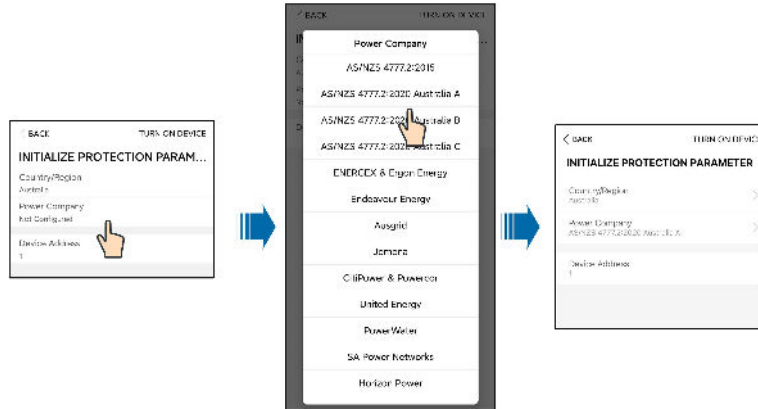 BACK TURN ON DEVICE
INITIALIZE PROTECTION PARAM...
Country/Region
Australia
Power Company
Not Configured
Device Address
1
BACK TURN ON DEVICE
Power Company
AS/NZS 4777.2:2015
AS/NZS 4777.2:2020 Australia A
AS/NZS 4777.2:2020 Australia B
AS/NZS 4777.2:2020 Australia C
ENERGEX & Ergon Energy
Endeavour Energy
Ausgrid
Jemena
CitiPower & Powercor
United Energy
PowerWater
SA Power Networks
Horizon Power
BACK TURN ON DEVIC
INITIALIZE PROTECTION PARAMETER
Country/Region
Australia
Power Company
AS/NZS 4777.2:2020 Australia A
Device Address
1